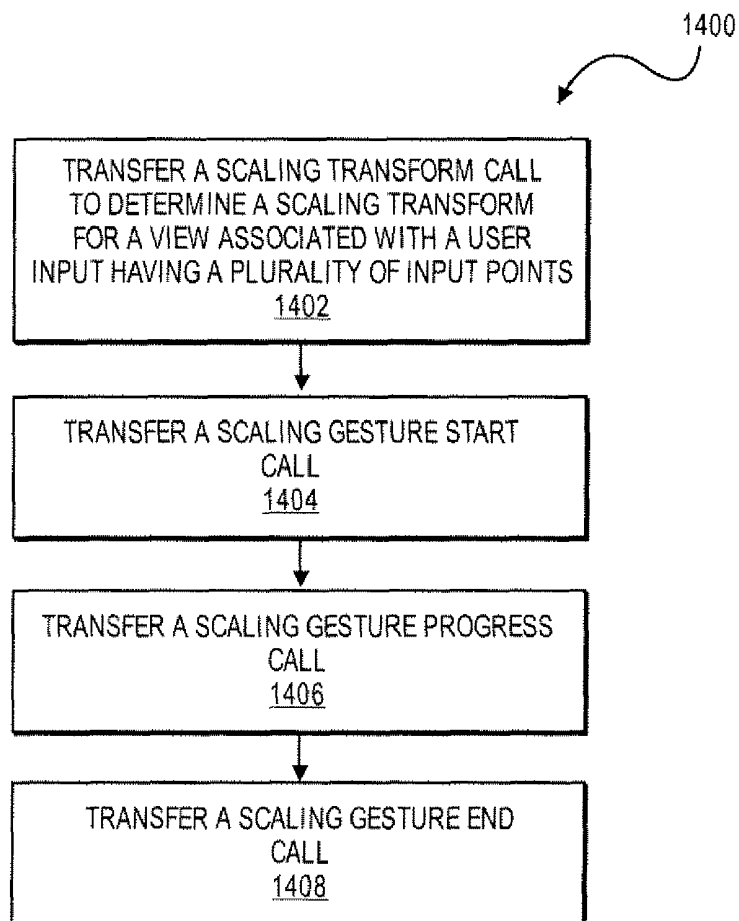 1400
TRANSFER A SCALING TRANSFORM CALL
TO DETERMINE A SCALING TRANSFORM
FOR A VIEW ASSOCIATED WITH A USER
INPUT HAVING A PLURALITY OF INPUT POINTS
1402
TRANSFER A SCALING GESTURE START
CALL
1404
TRANSFER A SCALING GESTURE PROGRESS
CALL
1406
TRANSFER A SCALING GESTURE END
CALL
1408